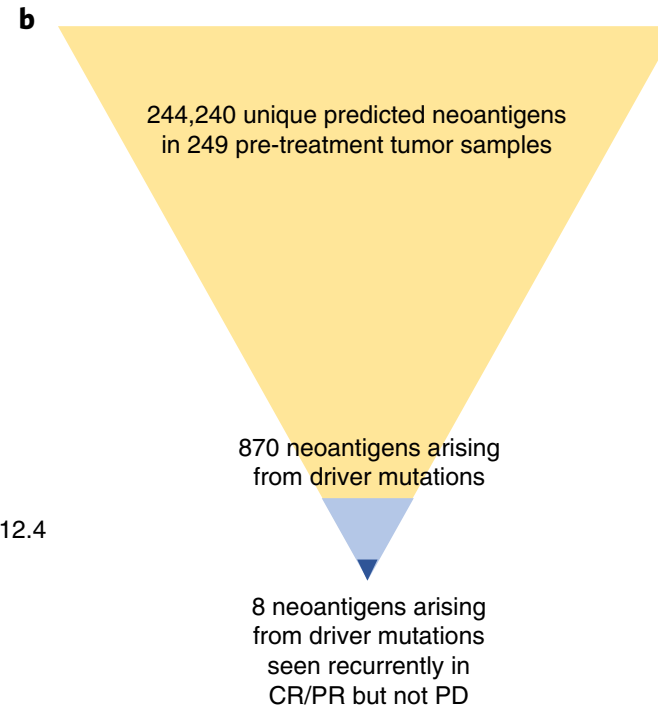 b
244,240 unique predicted neoantigens
in 249 pre-treatment tumor samples
870 neoantigens arising
from driver mutations
12.4
8 neoantigens arising
from driver mutations
seen recurrently in
CR/PR but not PD